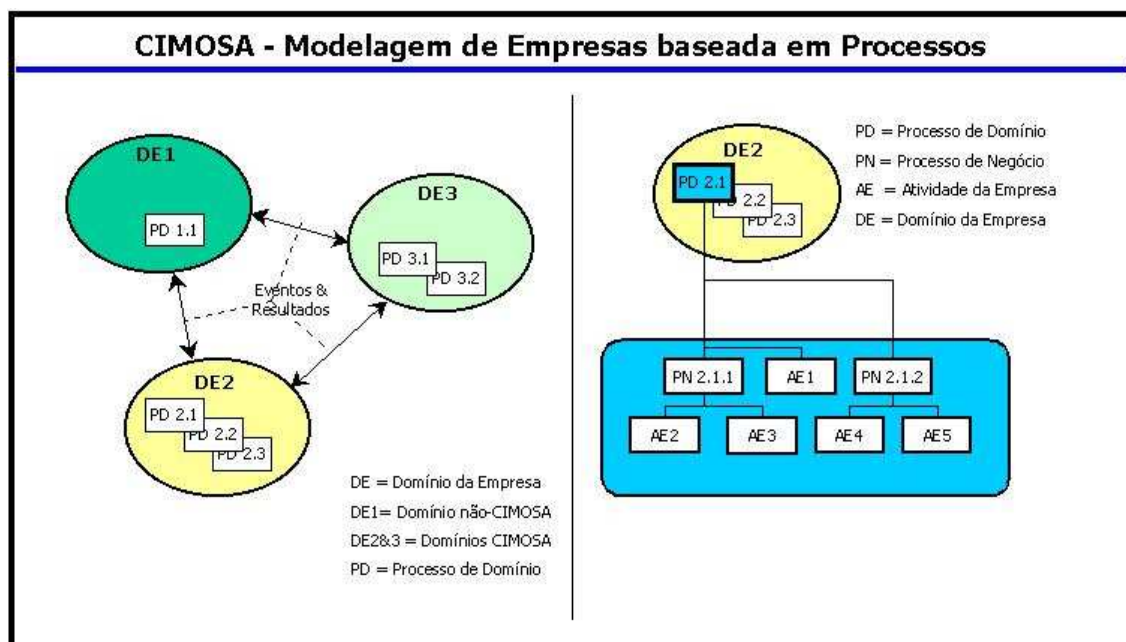 CIMOSA - Modelagem de Empresas baseada em Processos
DE1
PD 1.1
DE3
PD 3.1
PD 3.2
Eventos &
Resultados
DE2
PD 2.1
PD 2.2
PD 2.3
DE = Domínio da Empresa
DE1= Domínio não-CIMOSA
DE2&3 = Domínios CIMOSA
PD = Processo de Domínio
DE2
PD 2.1
PD 2.2
PD 2.3
PD = Processo de Domínio
PN = Processo de Negócio
AE = Atividade da Empresa
DE = Domínio da Empresa
PN 2.1.1
AE1
PN 2.1.2
AE2
AE3
AE4
AE5